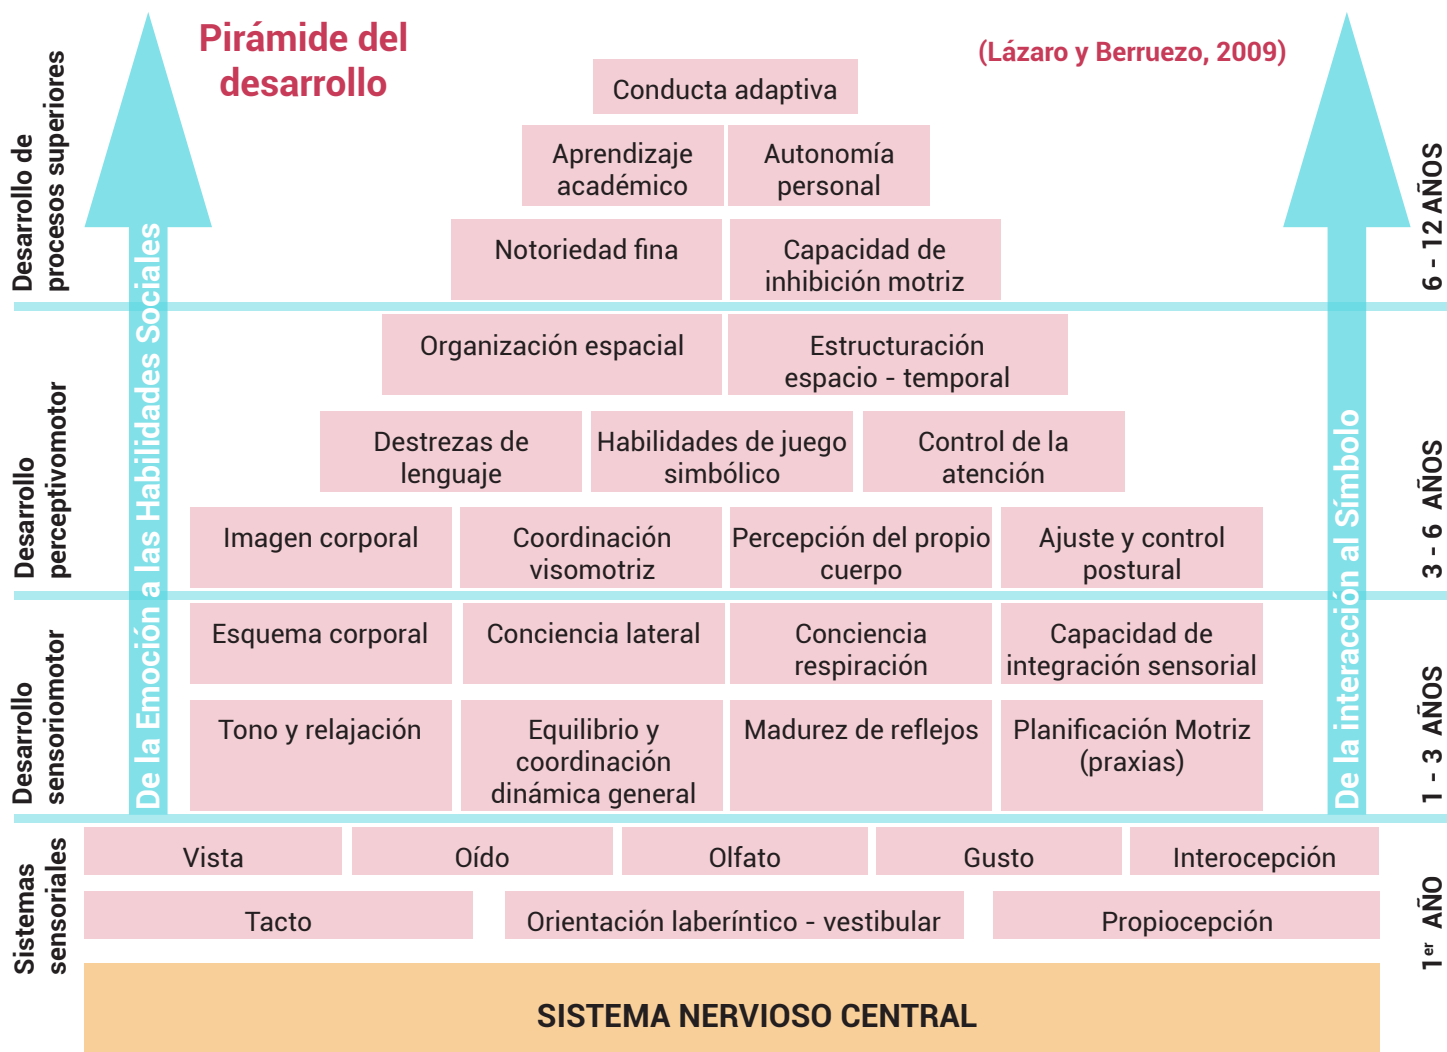 Pirámide del
desarrollo
(Lázaro y Berruezo, 2009)
Desarrollo de
procesos superiores
Conducta adaptiva
Aprendizaje
académico
Autonomía
personal
Notoriedad fina
Capacidad de
inhibición motriz
6 - 12 AÑOS
Desarrollo
perceptivomotor
Organización espacial
Estructuración
espacio - temporal
Destrezas de
lenguaje
Habilidades de juego
simbólico
Control de la
atención
Imagen corporal
Coordinación
visomotriz
Percepción del propio
cuerpo
Ajuste y control
postural
3 - 6 AÑOS
Desarrollo
sensoriomotor
Esquema corporal
Conciencia lateral
Conciencia
respiración
Capacidad de
integración sensorial
Tono y relajación
Equilibrio y
coordinación
dinámica general
Madurez de reflejos
Planificación Motriz
(praxias)
1 - 3 AÑOS
De la Emoción a las Habilidades Sociales
De la interacción al Símbolo
Sistemas
sensoriales
Vista
Oído
Olfato
Gusto
Interocepción
Tacto
Orientación laberíntico - vestibular
Propiocepción
1er AÑO
SISTEMA NERVIOSO CENTRAL